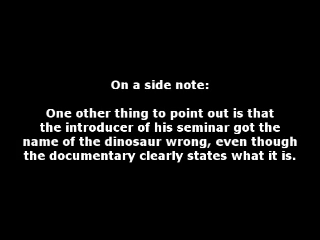 On a side note:
One other thing to point out is that
the introducer of his seminar got the
name of the dinosaur wrong, even though
the documentary clearly states what it is.